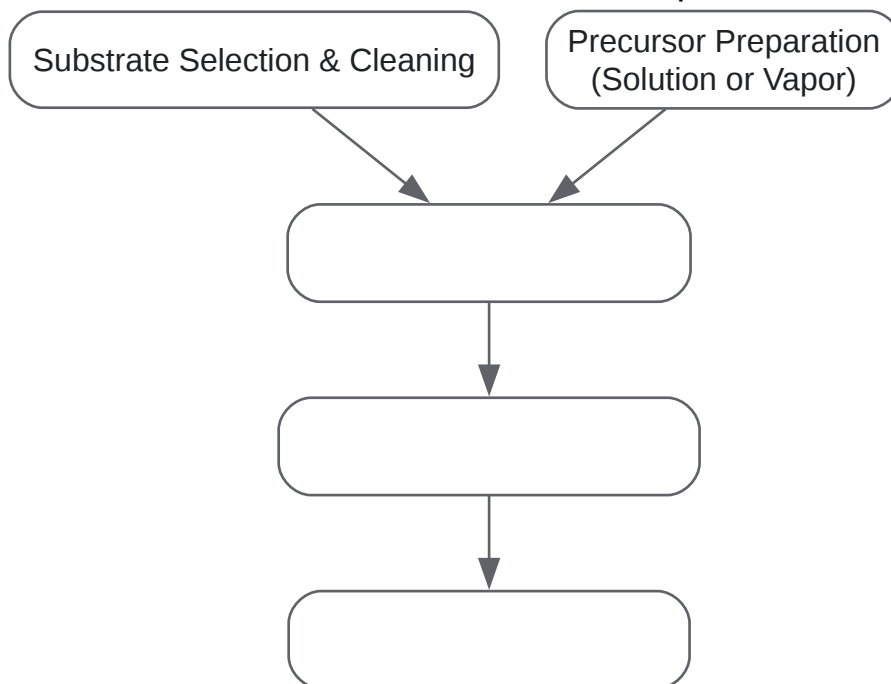 Substrate Selection & Cleaning
Precursor Preparation
(Solution or Vapor)